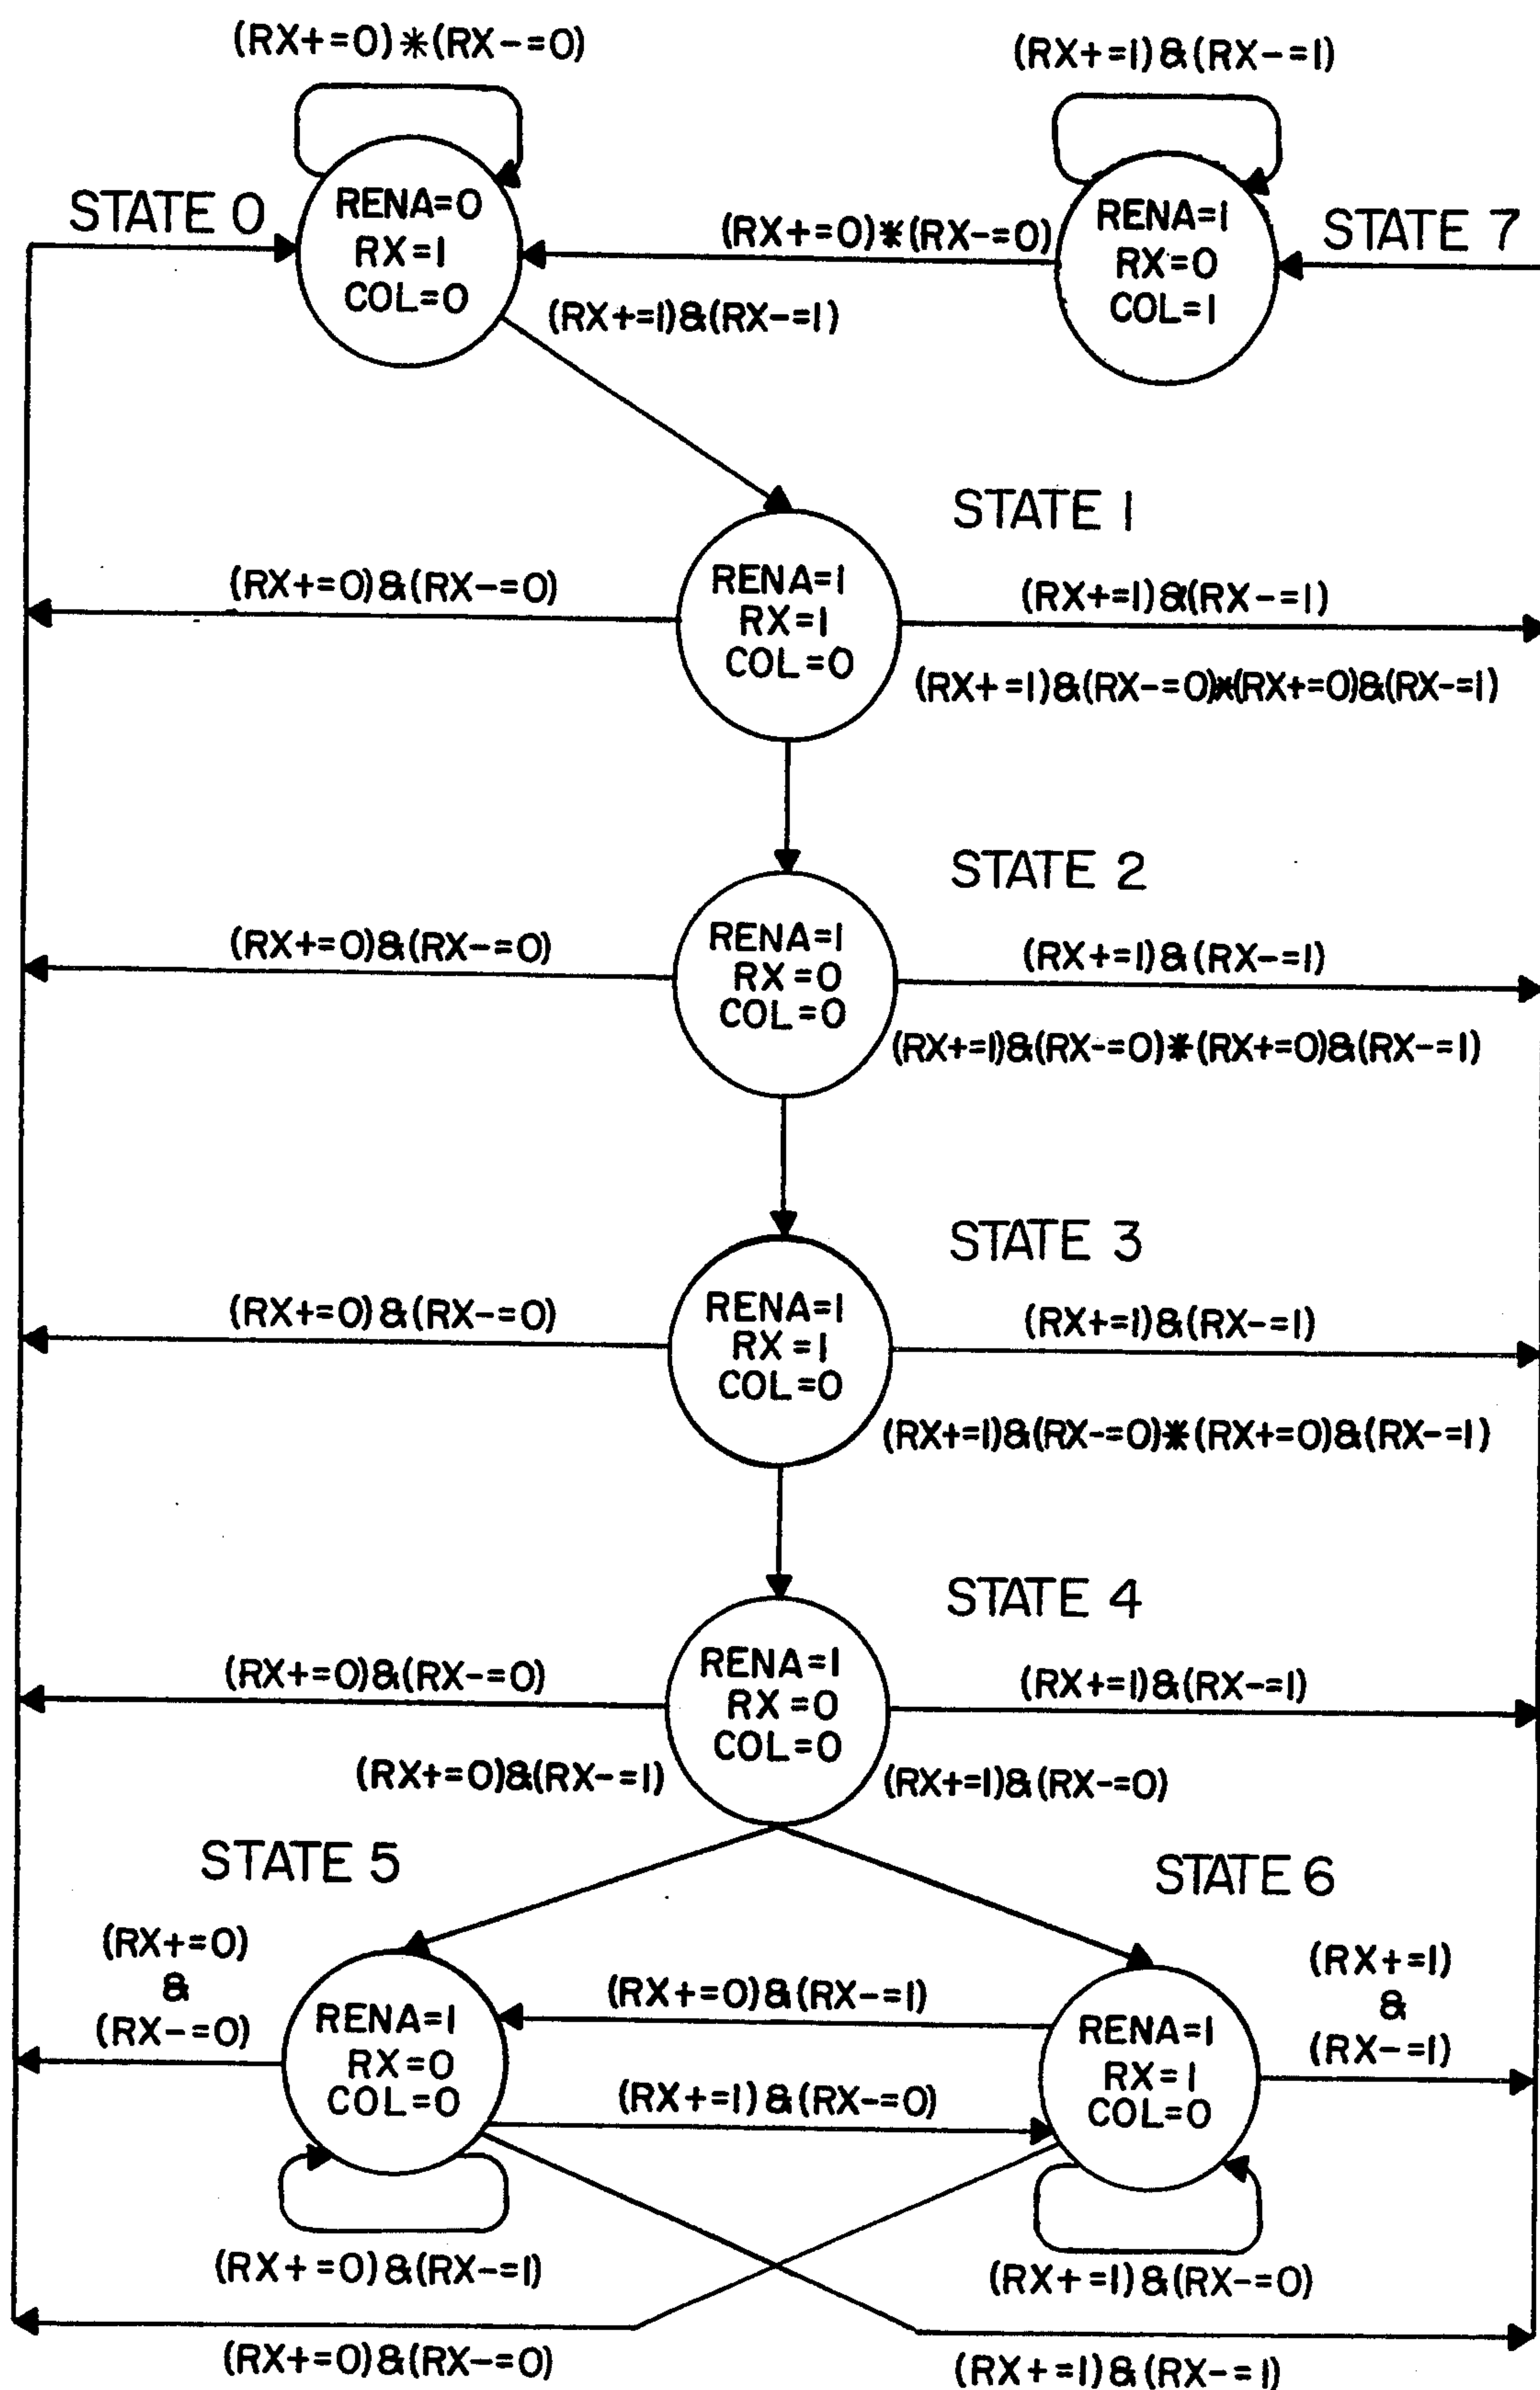 (RX+=0)*(RX-=0)
(RX+=1)&(RX-=1)
STATE 0
RENA=0
RX=1
COL=0
(RX+=0)*(RX-=0)
RENA=1
RX=0
COL=1
STATE 7
(RX+=1)&(RX-=1)
STATE 1
(RX+=0)&(RX-=0)
RENA=1
RX=1
COL=0
(RX+=1)&(RX-=1)
(RX+=1)&(RX-=0)*(RX+=0)&(RX-=1)
STATE 2
(RX+=0)&(RX-=0)
RENA=1
RX=0
COL=0
(RX+=1)&(RX-=1)
(RX+=1)&(RX-=0)*(RX+=0)&(RX-=1)
STATE 3
(RX+=0)&(RX-=0)
RENA=1
RX=1
COL=0
(RX+=1)&(RX-=1)
(RX+=1)&(RX-=0)*(RX+=0)&(RX-=1)
STATE 4
(RX+=0)&(RX-=0)
RENA=1
RX=0
COL=0
(RX+=1)&(RX-=1)
(RX+=0)&(RX-=1)
(RX+=1)&(RX-=0)
STATE 5
STATE 6
(RX+=0)
&
(RX-=0)
RENA=1
RX=0
COL=0
(RX+=0)&(RX-=1)
(RX+=1)&(RX-=0)
RENA=1
RX=1
COL=0
(RX+=1)
&
(RX-=1)
(RX+=0)&(RX-=1)
(RX+=1)&(RX-=0)
(RX+=0)&(RX-=0)
(RX+=1)&(RX-=1)